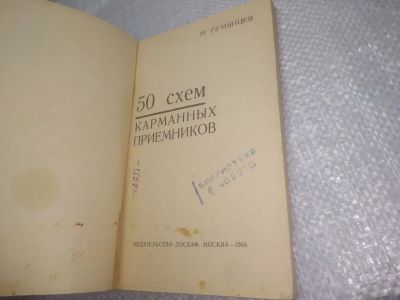 М. РУМЯНЦЕВ
50 схем
КАРМАННЫХ
ПРИЕМНИКОВ
БИБЛИОТЕКА
ИЗДАТЕЛЬСТВО ДОСААФ. МОСКВА—1966